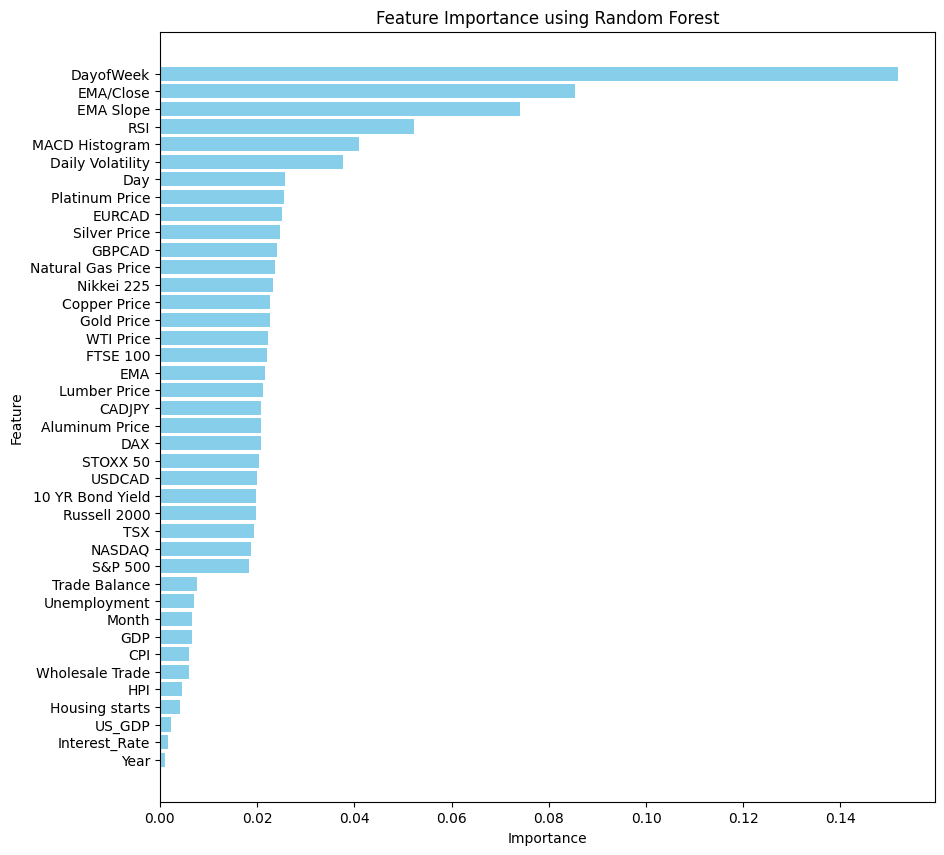 Feature Importance using Random Forest
DayofWeek
EMA/Close
EMA Slope
RSI
MACD Histogram
Daily Volatility
Day
Platinum Price
EURCAD
Silver Price
GBPCAD
Natural Gas Price
Nikkei 225
Copper Price
Gold Price
WTI Price
FTSE 100
EMA
Lumber Price
CADJPY
Aluminum Price
DAX
STOXX 50
USDCAD
10 YR Bond Yield
Russell 2000
TSX
NASDAQ
S&P 500
Trade Balance
Unemployment
Month
GDP
CPI
Wholesale Trade
HPI
Housing starts
US_GDP
Interest_Rate
Year
Feature
0.00 0.02 0.04 0.06 0.08 0.10 0.12 0.14
Importance